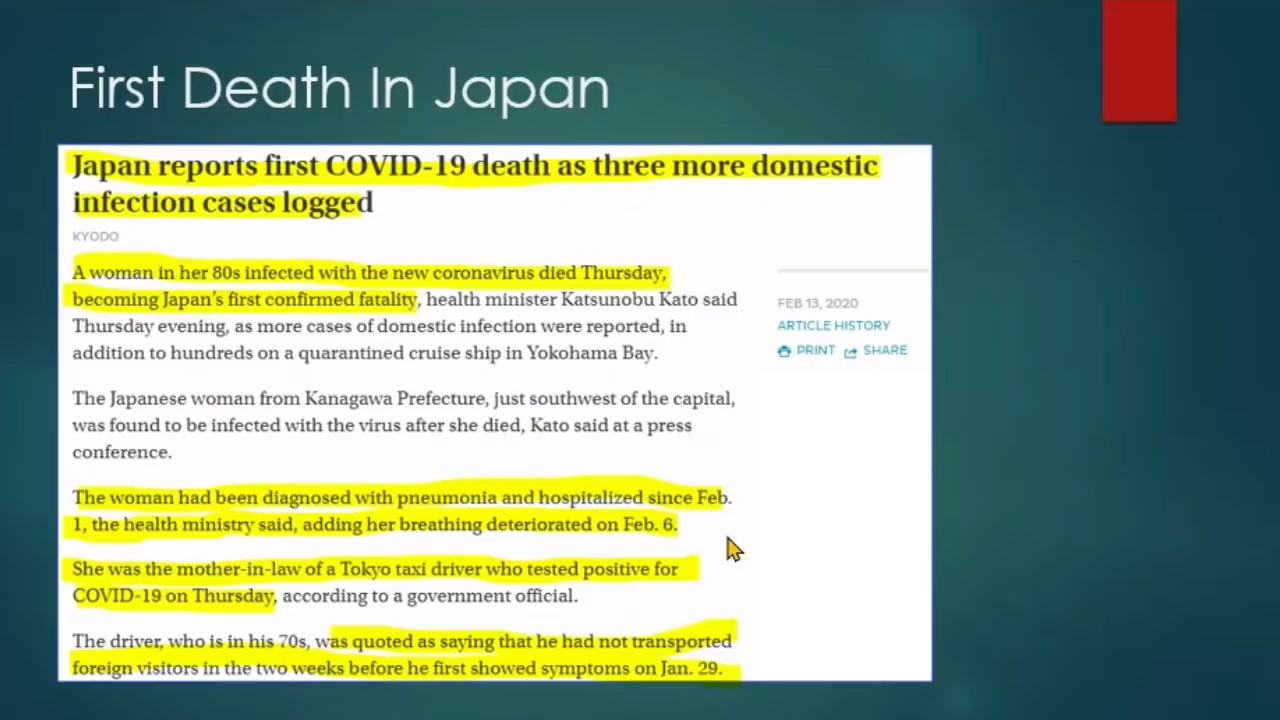 First Death In Japan
Japan reports first COVID-19 death as three more domestic
infection cases logged
KYODO
A woman in her 80s infected with the new coronavirus died Thursday,
becoming Japan's first confirmed fatality, health minister Katsunobu Kato said
Thursday evening, as more cases of domestic infection were reported, in
addition to hundreds on a quarantined cruise ship in Yokohama Bay.
The Japanese woman from Kanagawa Prefecture, just southwest of the capital,
was found to be infected with the virus after she died, Kato said at a press
conference.
The woman had been diagnosed with pneumonia and hospitalized since Feb.
1, the health ministry said, adding her breathing deteriorated on Feb. 6.
She was the mother-in-law of a Tokyo taxi driver who tested positive for
COVID-19 on Thursday, according to a government official.
The driver, who is in his 70s, was quoted as saying that he had not transported
foreign visitors in the two weeks before he first showed symptoms on Jan. 29.
FEB 13, 2020
ARTICLE HISTORY
PRINT SHARE